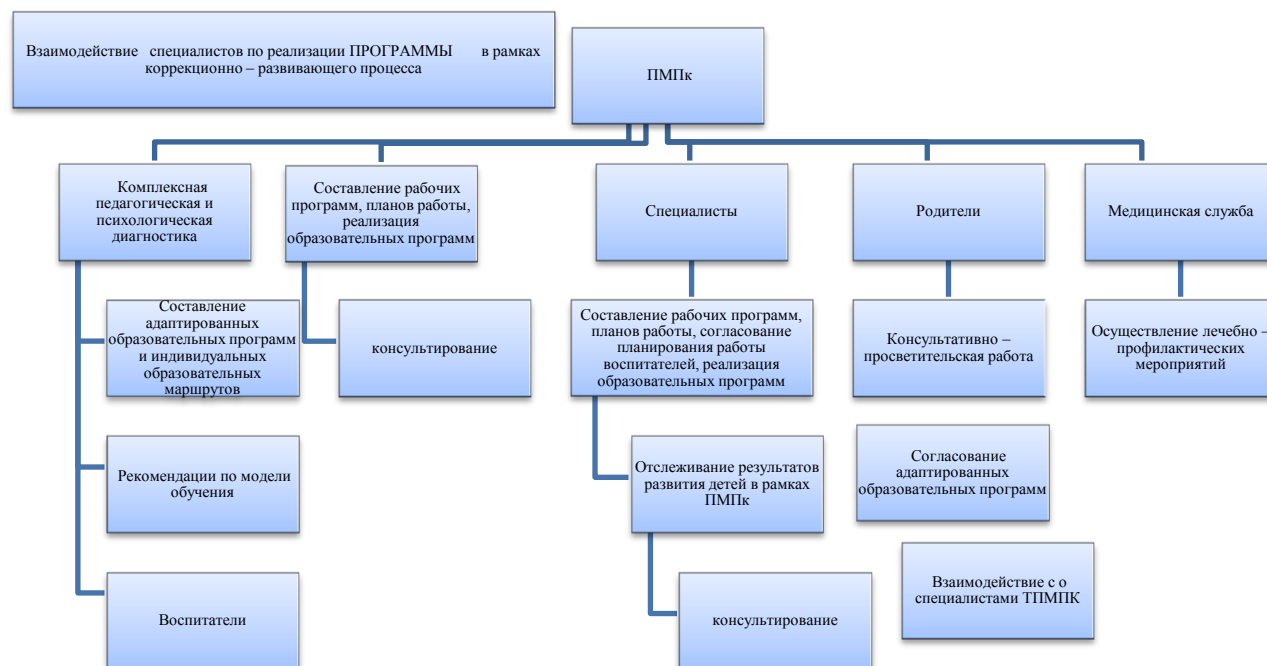 Взаимодействие специалистов по реализации ПРОГРАММЫ в рамках
коррекционно – развивающего процесса
ПМПк
Комплексная
педагогическая и
психологическая
диагностика
Составление рабочих
программ, планов работы,
реализация
образовательных программ
Специалисты
Родители
Медицинская служба
Составление
адаптированных
образовательных программ
и индивидуальных
образовательных
маршрутов
консультирование
Составление рабочих программ,
планов работы, согласование
планирования работы
воспитателей, реализация
образовательных программ
Консультативно –
просветительская работа
Осуществление лечебно –
профилактических
мероприятий
Рекомендации по модели
обучения
Отслеживание результатов
развития детей в рамках
ПМПк
Согласование
адаптированных
образовательных программ
Воспитатели
консультирование
Взаимодействие с о
специалистами ТПМПК